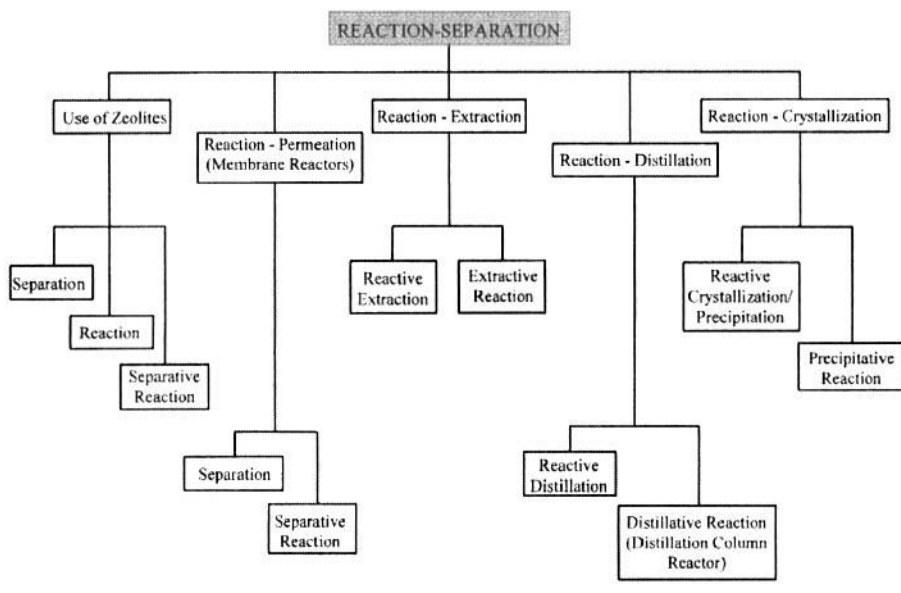 REACTION-SEPARATION
Use of Zeolites
Reaction - Permeation
(Membrane Reactors)
Reaction - Extraction
Reaction - Distillation
Reaction - Crystallization
Separation
Reaction
Separative
Reaction
Separation
Separative
Reaction
Reactive
Extraction
Extractive
Reaction
Reactive
Distillation
Distillative Reaction
(Distillation Column
Reactor)
Reactive
Crystallization/
Precipitation
Precipitative
Reaction